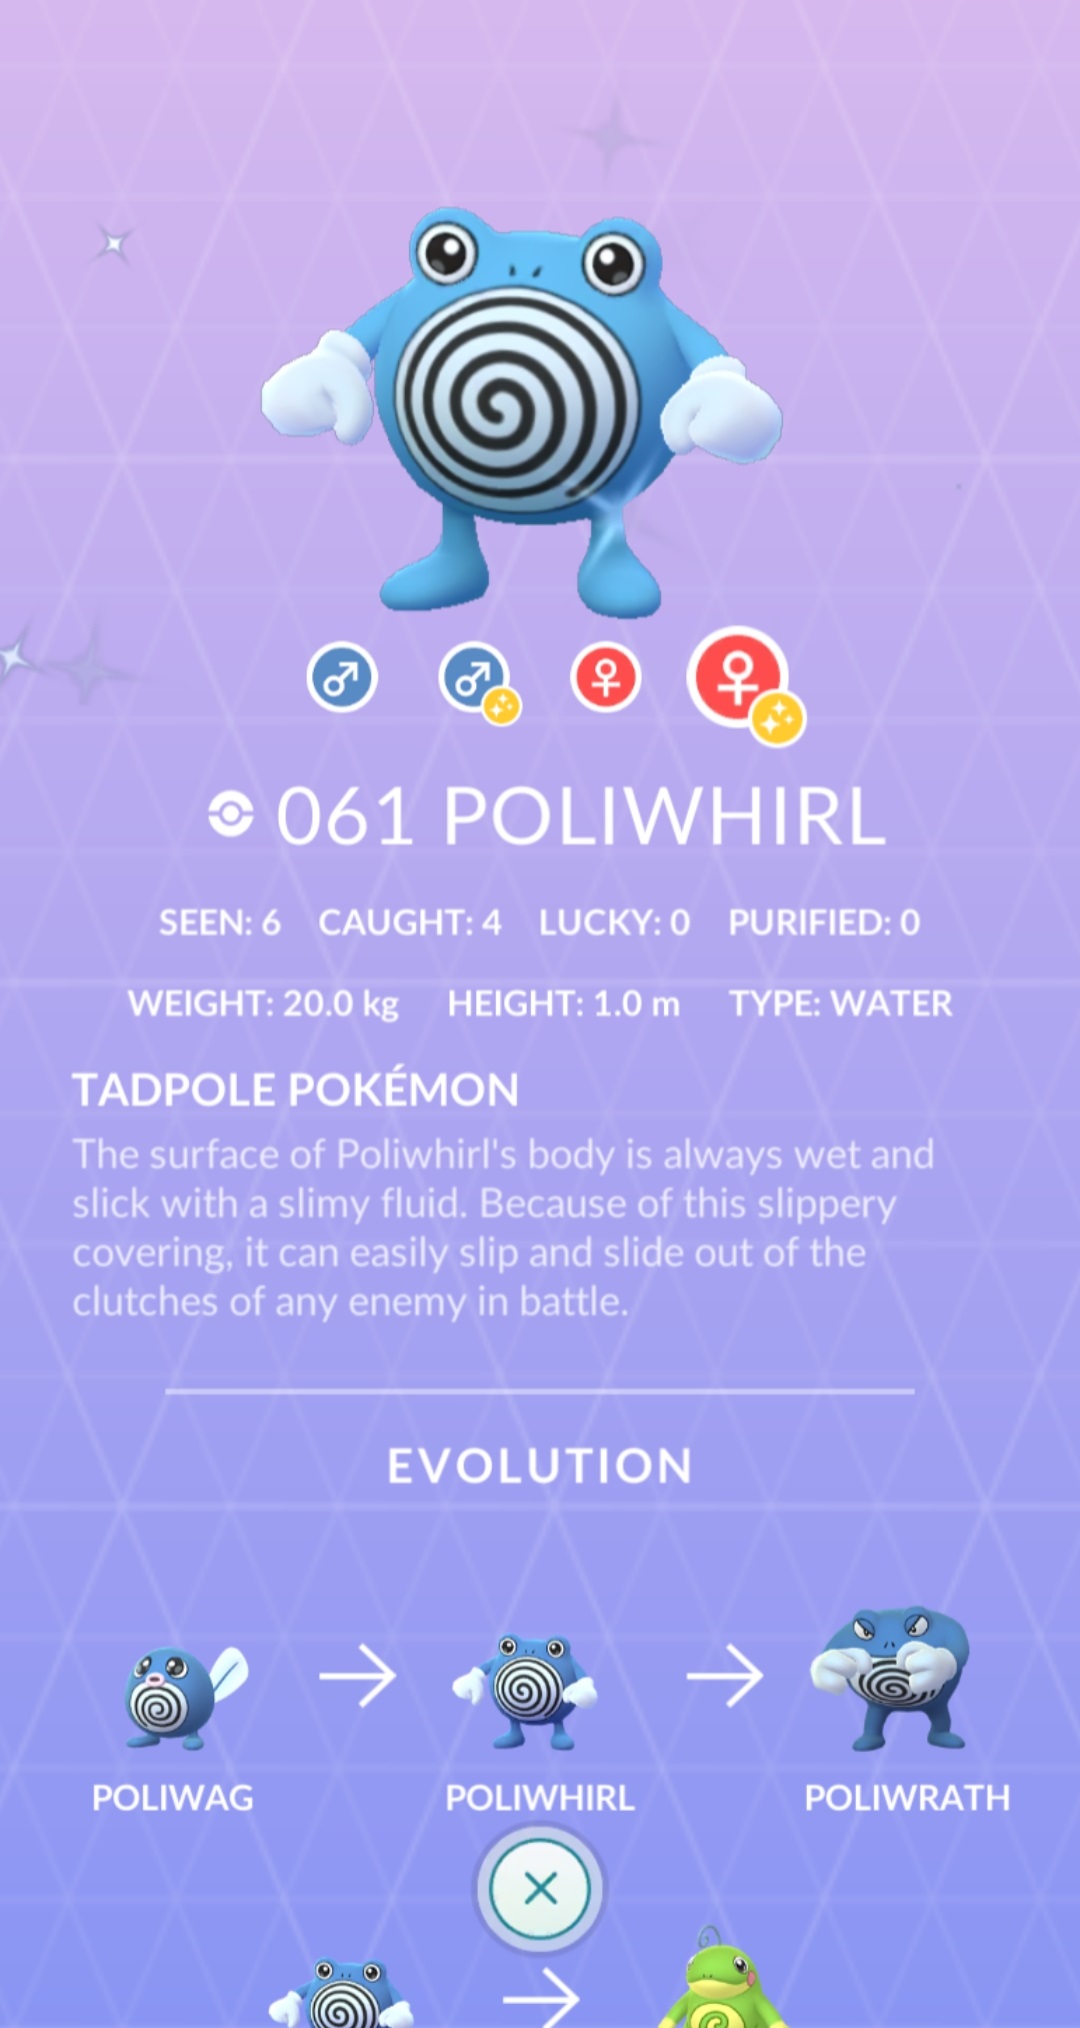 061 POLIWHIRL
SEEN: 6 CAUGHT: 4 LUCKY: 0 PURIFIED: 0
WEIGHT: 20.0 kg HEIGHT: 1.0 m TYPE: WATER
TADPOLE POKÉMON
The surface of Poliwhirl's body is always wet and
slick with a slimy fluid. Because of this slippery
covering, it can easily slip and slide out of the
clutches of any enemy in battle.
EVOLUTION
POLIWAG POLIWHIRL POLIWRATH